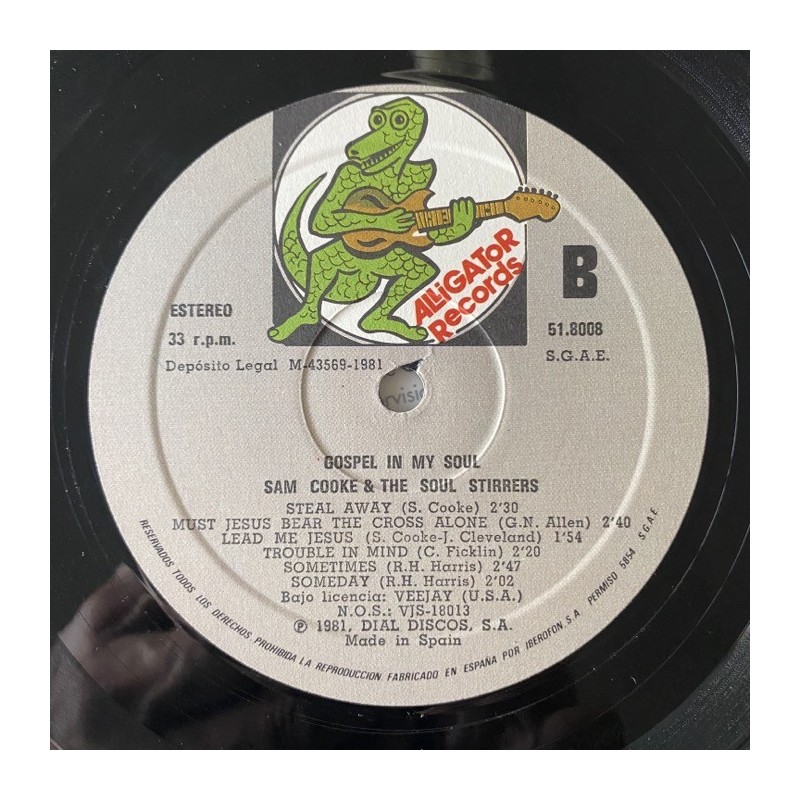 ALLiGAToR
Records
B
ESTEREO
33 r.p.m.
51.8008
Depósito Legal M-43569-1981
S.G.A.E.
GOSPEL IN MY SOUL
SAM COOKE & THE SOUL STIRRERS
STEAL AWAY (S. Cooke) 2'30
MUST JESUS BEAR THE CROSS ALONE (G.N. Allen) 2'40
LEAD ME JESUS (S. Cooke-J. Cleveland) 1'54
TROUBLE IN MIND (C. Ficklin) 2'20
SOMETIMES (R.H. Harris) 2'47
SOMEDAY (R.H. Harris) 2'02
Bajo licencia: VEEJAY (U.S.A.)
N.O.S.: VJS-18013
℗ 1981, DIAL DISCOS, S.A.
Made in Spain
RESERVADOS TODOS LOS DERECHOS PROHIBIDA LA REPRODUCCION. FABRICADO EN ESPAÑA POR IBEROFON, S.A. PERMISO 5854 S.G.A.E